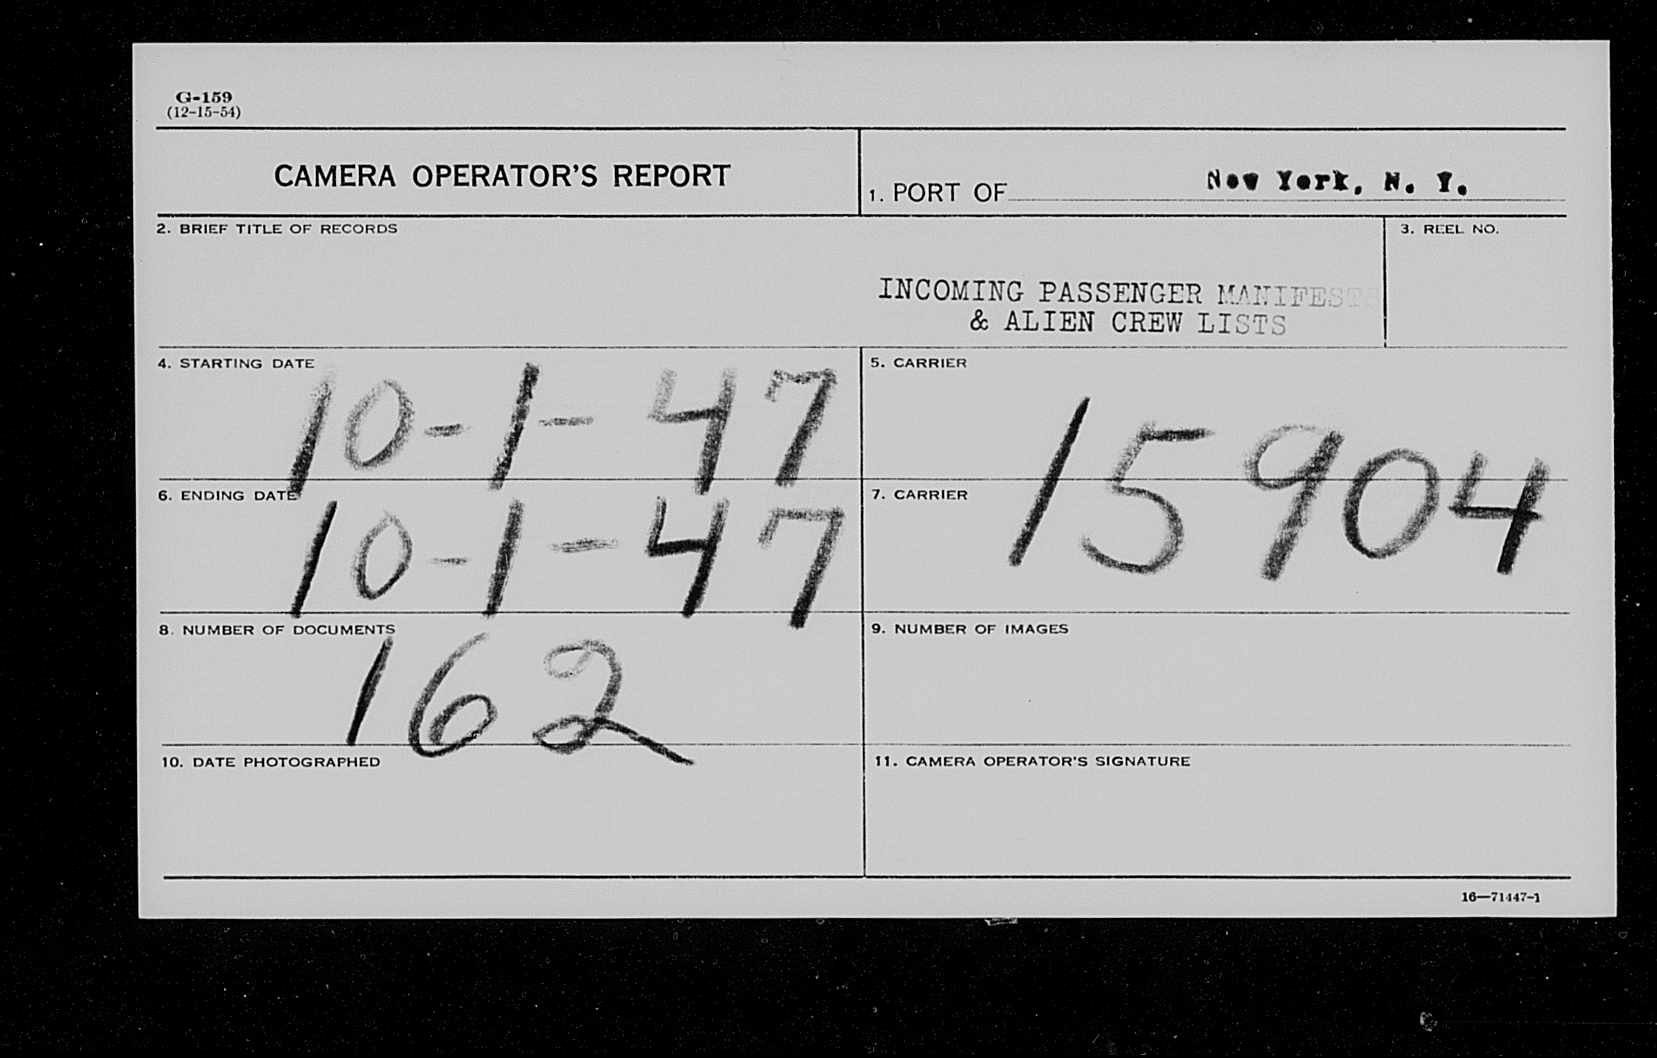 G-159
(12-15-54)
CAMERA OPERATOR'S REPORT
1. PORT OF New York, N. Y.
2. BRIEF TITLE OF RECORDS
3. REEL NO.
INCOMING PASSENGER MANIFESTS
& ALIEN CREW LISTS
4. STARTING DATE
10-1-47
5. CARRIER
15904
6. ENDING DATE
10-1-47
7. CARRIER
8. NUMBER OF DOCUMENTS
162
9. NUMBER OF IMAGES
10. DATE PHOTOGRAPHED
11. CAMERA OPERATOR'S SIGNATURE
16—71447-1